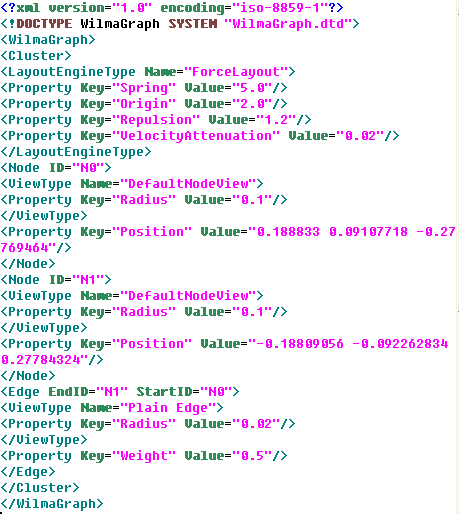 <?xml version="1.0" encoding="iso-8859-1"?>
<!DOCTYPE WilmaGraph SYSTEM "WilmaGraph.dtd">
<WilmaGraph>
<Cluster>
<LayoutEngineType Name="ForceLayout">
<Property Key="Spring" Value="5.0"/>
<Property Key="Origin" Value="2.0"/>
<Property Key="Repulsion" Value="1.2"/>
<Property Key="VelocityAttenuation" Value="0.02"/>
</LayoutEngineType>
<Node ID="N0">
<ViewType Name="DefaultNodeView">
<Property Key="Radius" Value="0.1"/>
</ViewType>
<Property Key="Position" Value="0.188833 0.09107718 -0.27
769464"/>
</Node>
<Node ID="N1">
<ViewType Name="DefaultNodeView">
<Property Key="Radius" Value="0.1"/>
</ViewType>
<Property Key="Position" Value="-0.18809056 -0.092262834
0.27784324"/>
</Node>
<Edge EndID="N1" StartID="N0">
<ViewType Name="Plain Edge">
<Property Key="Radius" Value="0.02"/>
</ViewType>
<Property Key="Weight" Value="0.5"/>
</Edge>
</Cluster>
</WilmaGraph>